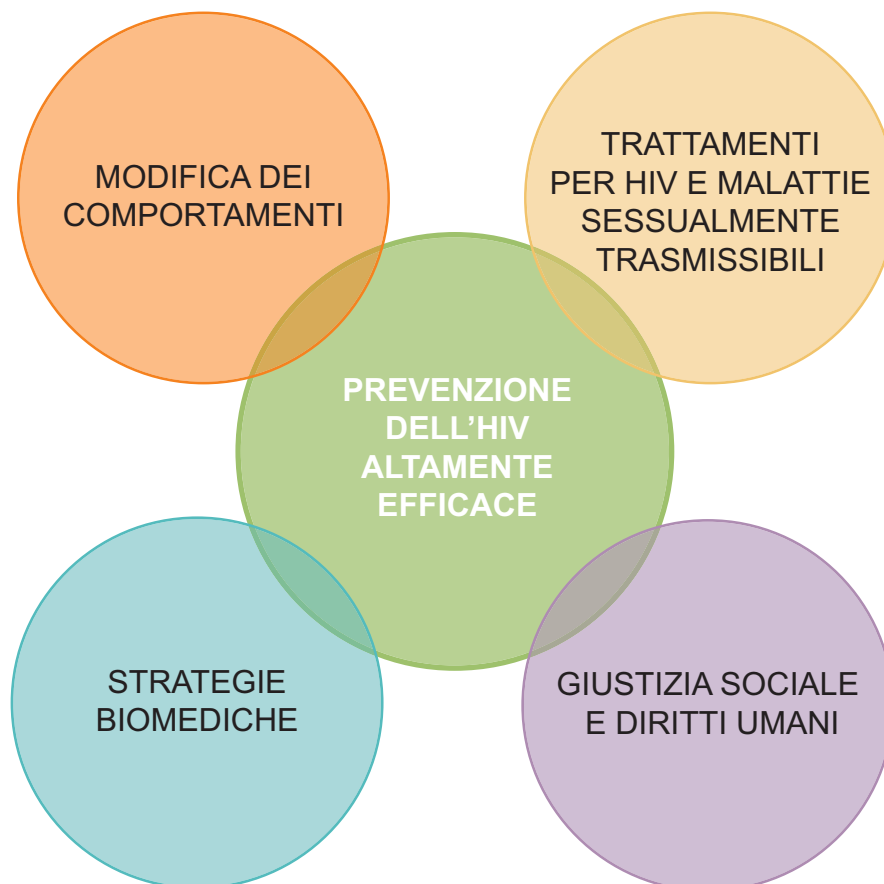 MODIFICA DEI
COMPORTAMENTI
TRATTAMENTI
PER HIV E MALATTIE
SESSUALMENTE
TRASMISSIBILI
PREVENZIONE
DELL’HIV
ALTAMENTE
EFFICACE
STRATEGIE
BIOMEDICHE
GIUSTIZIA SOCIALE
E DIRITTI UMANI